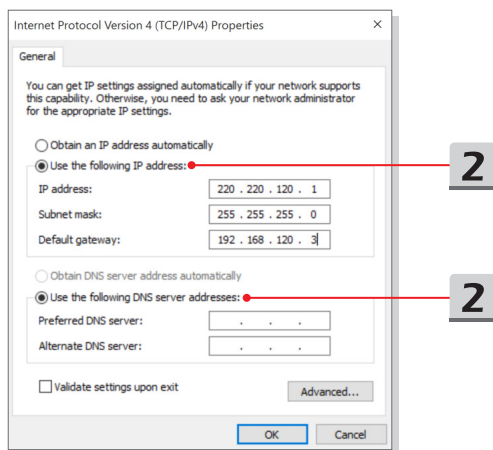 Internet Protocol Version 4 (TCP/IPv4) Properties
General
You can get IP settings assigned automatically if your network supports
this capability. Otherwise, you need to ask your network administrator
for the appropriate IP settings.
Obtain an IP address automatically
Use the following IP address:
2
IP address: 220 . 220 . 120 . 1
Subnet mask: 255 . 255 . 255 . 0
Default gateway: 192 . 168 . 120 . 3
Obtain DNS server address automatically
Use the following DNS server addresses:
2
Preferred DNS server: . . .
Alternate DNS server: . . .
Validate settings upon exit
Advanced...
OK Cancel